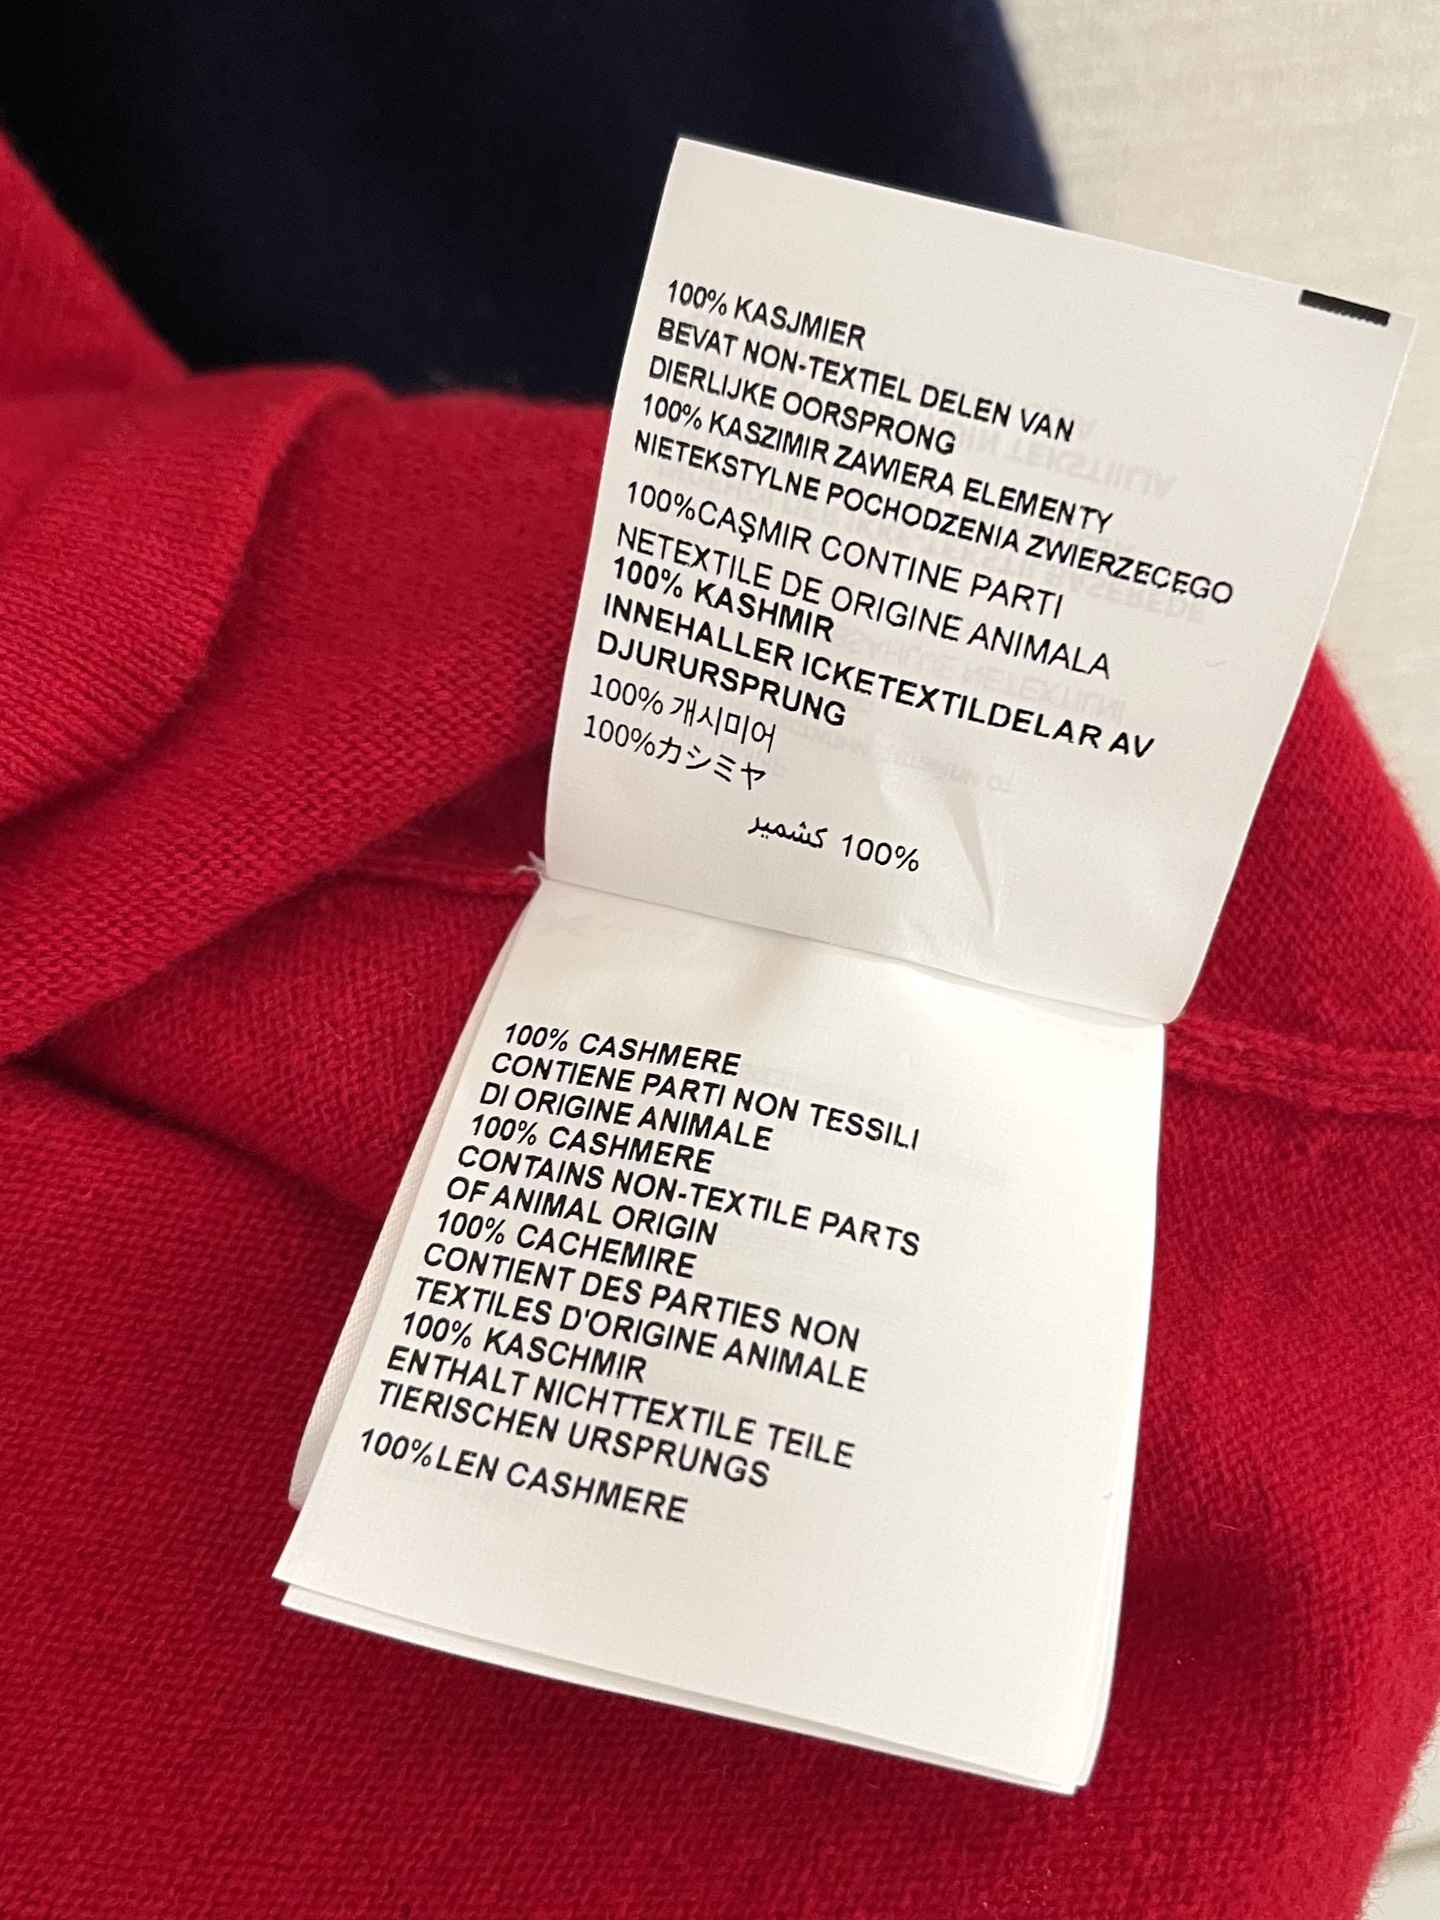 100% KASJMIER
BEVAT NON-TEXTIEL DELEN VAN
DIERLIJKE OORSPRONG
100% KASZIMIR ZAWIERA ELEMENTY
NIETEKSTYLNE POCHODZENIA ZWIERZECEGO
100%CAŞMIR CONTINE PARTI
NETEXTILE DE ORIGINE ANIMALA
100% KASHMIR
INNEHALLER ICKETEXTILDELAR AV
DJURURSPRUNG
100% 개시미어
100%カシミヤ
100% كشمير
100% CASHMERE
CONTIENE PARTI NON TESSILI
DI ORIGINE ANIMALE
100% CASHMERE
CONTAINS NON-TEXTILE PARTS
OF ANIMAL ORIGIN
100% CACHEMIRE
CONTIENT DES PARTIES NON
TEXTILES D'ORIGINE ANIMALE
100% KASCHMIR
ENTHALT NICHTTEXTILE TEILE
TIERISCHEN URSPRUNGS
100%LEN CASHMERE